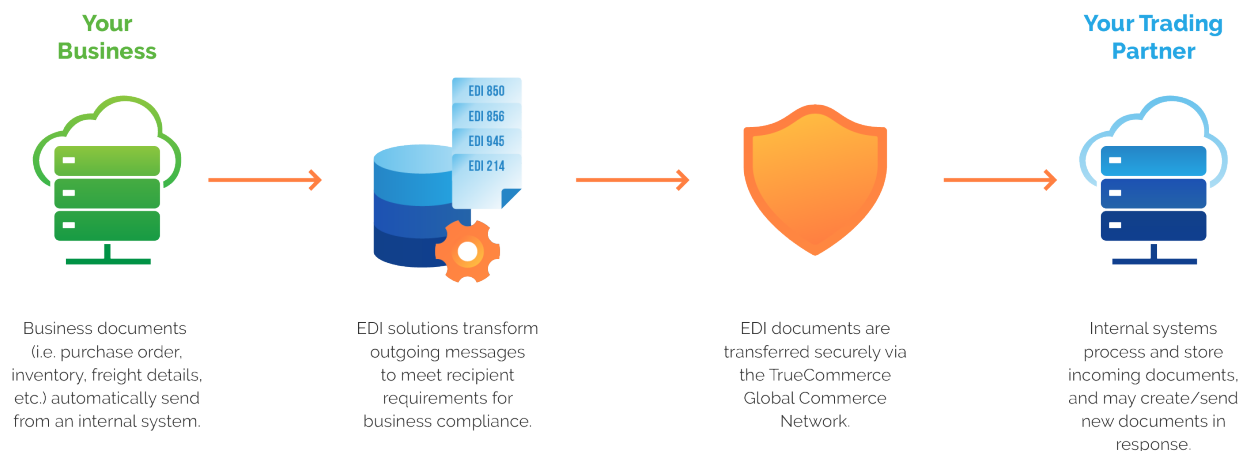 Your
Business
Your Trading
Partner
EDI 850
EDI 856
EDI 945
EDI 214
Business documents
(i.e. purchase order,
inventory, freight details,
etc.) automatically send
from an internal system.
EDI solutions transform
outgoing messages
to meet recipient
requirements for
business compliance.
EDI documents are
transferred securely via
the TrueCommerce
Global Commerce
Network.
Internal systems
process and store
incoming documents,
and may create/send
new documents in
response.